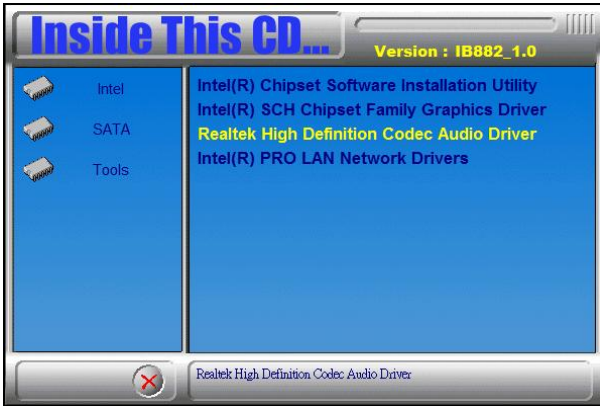 Inside This CD...
Version : IB882_1.0
Intel
SATA
Tools
Intel(R) Chipset Software Installation Utility
Intel(R) SCH Chipset Family Graphics Driver
Realtek High Definition Codec Audio Driver
Intel(R) PRO LAN Network Drivers
Realtek High Definition Codec Audio Driver